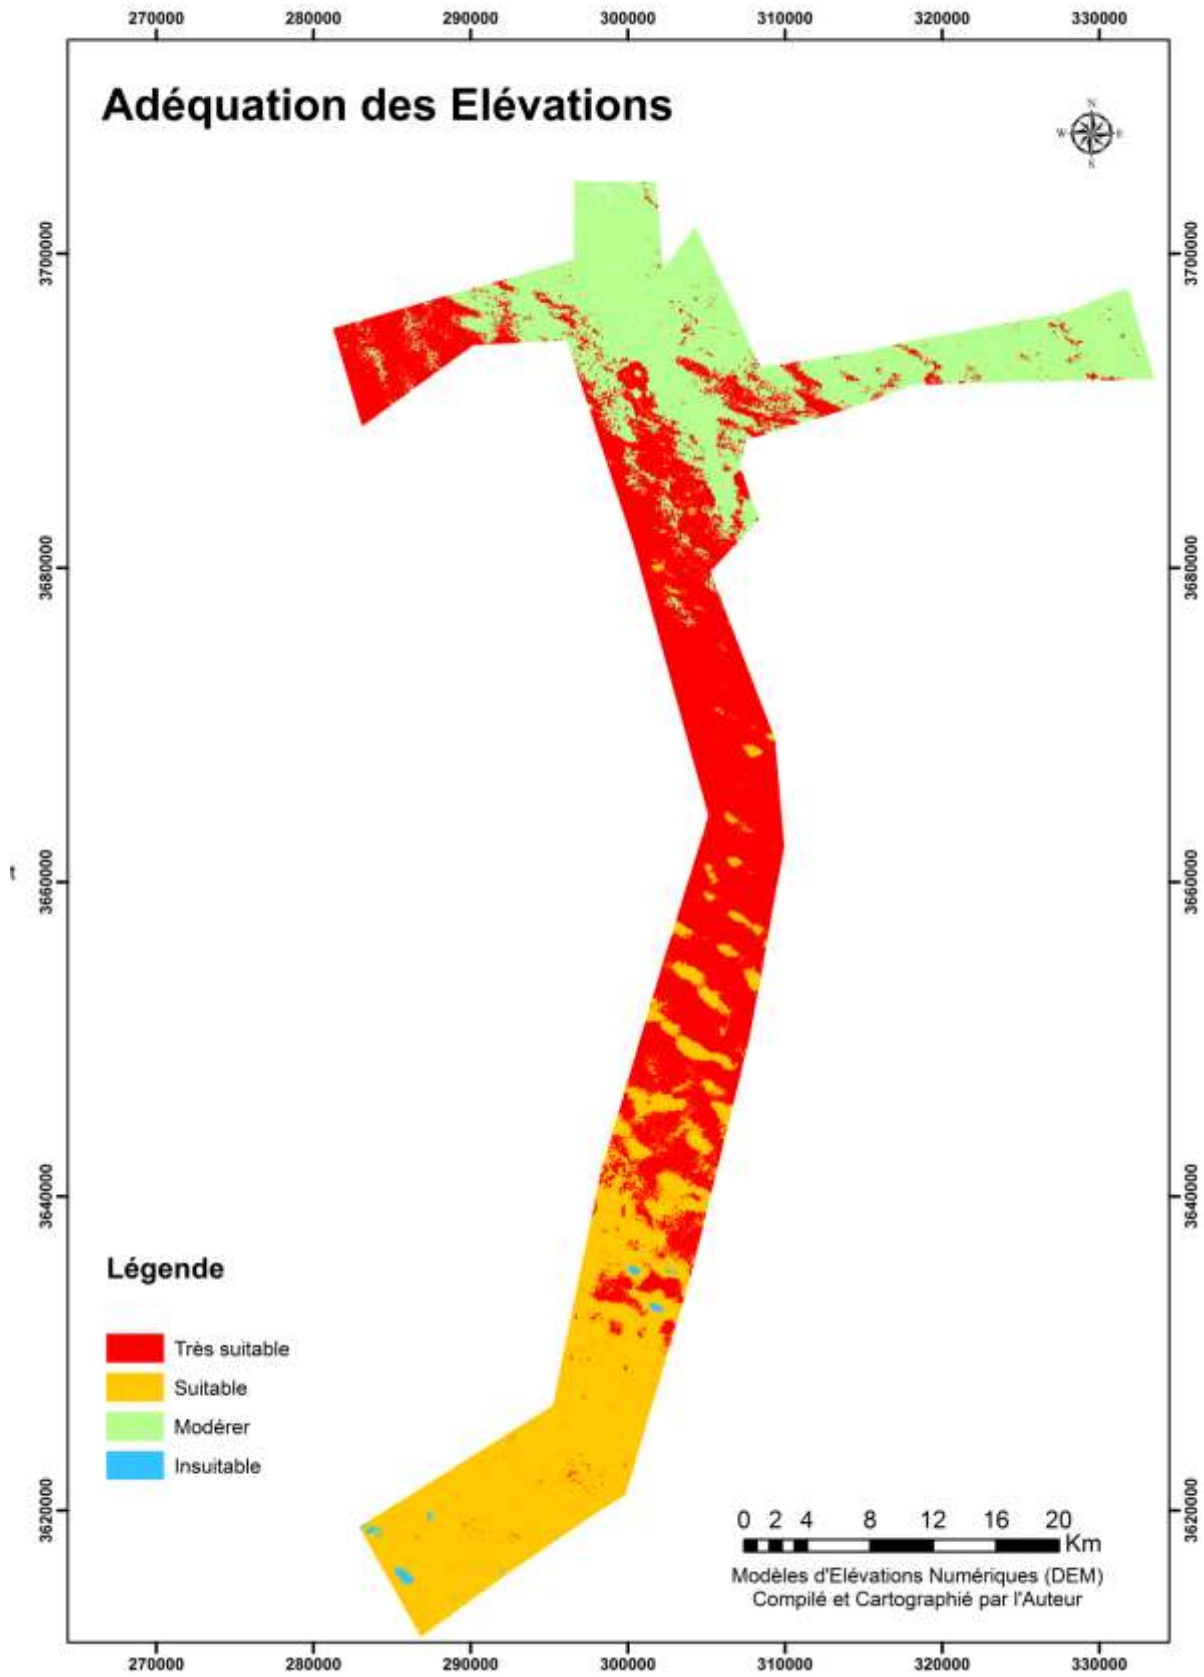 270000 280000 290000 300000 310000 320000 330000
Adéquation des Elévations
N
W E
S
3700000 3700000
3680000 3680000
3660000 3660000
3640000 3640000
3620000 3620000
Légende
Très suitable
Suitable
Modérer
Insuitable
0 2 4 8 12 16 20
Km
Modèles d'Elévations Numériques (DEM)
Compilé et Cartographié par l'Auteur
270000 280000 290000 300000 310000 320000 330000